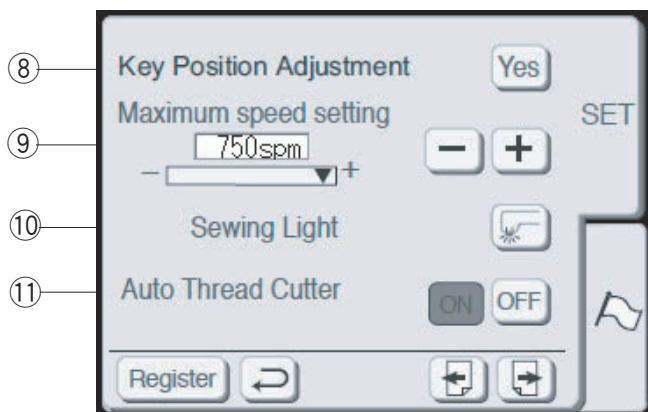 ⑧ Key Position Adjustment Yes
Maximum speed setting SET
⑨ 750spm
− +
− +
⑩ Sewing Light
⑪ Auto Thread Cutter ON OFF
Register